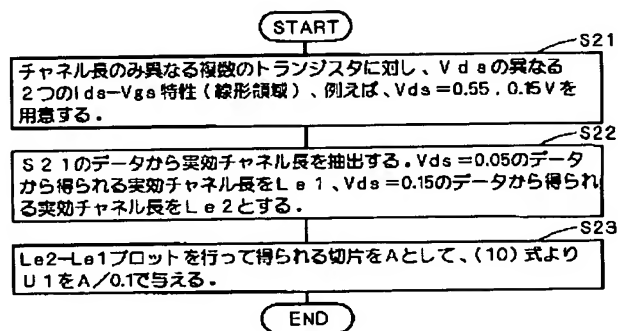 START
S21
チャネル長のみ異なる複数のトランジスタに対し、Vdsの異なる
2つのIds−Vgs特性(線形領域)、例えば、Vds=0.55，0.15Vを
用意する．
S22
S21のデータから実効チャネル長を抽出する．Vds=0.05のデータ
から得られる実効チャネル長をLe1、Vds=0.15のデータから得られ
る実効チャネル長をLe2とする．
S23
Le2−Le1プロットを行って得られる切片をAとして、(10)式より
U1をA/0.1で与える．
END